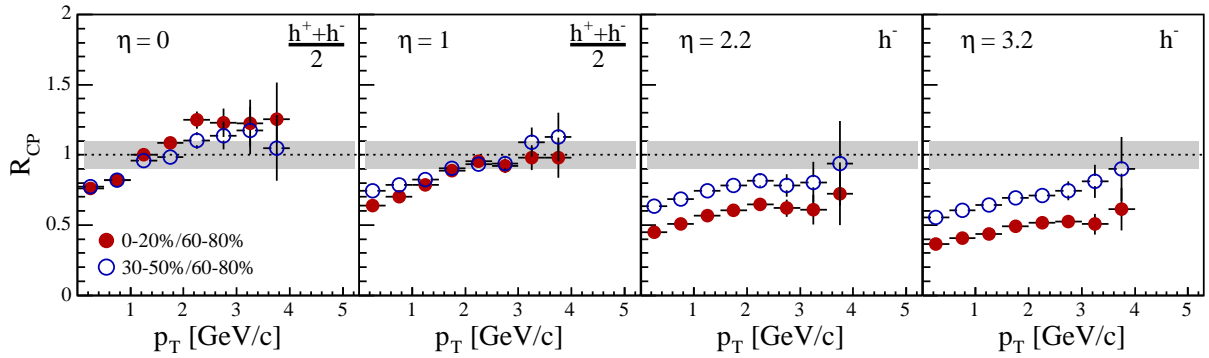 R_CP
2
1.5
1
0.5
0
η = 0
h⁺+h⁻
2
0-20%/60-80%
30-50%/60-80%
1 2 3 4 5
p_T [GeV/c]
η = 1
h⁺+h⁻
2
1 2 3 4 5
p_T [GeV/c]
η = 2.2 h⁻
1 2 3 4 5
p_T [GeV/c]
η = 3.2 h⁻
1 2 3 4 5
p_T [GeV/c]